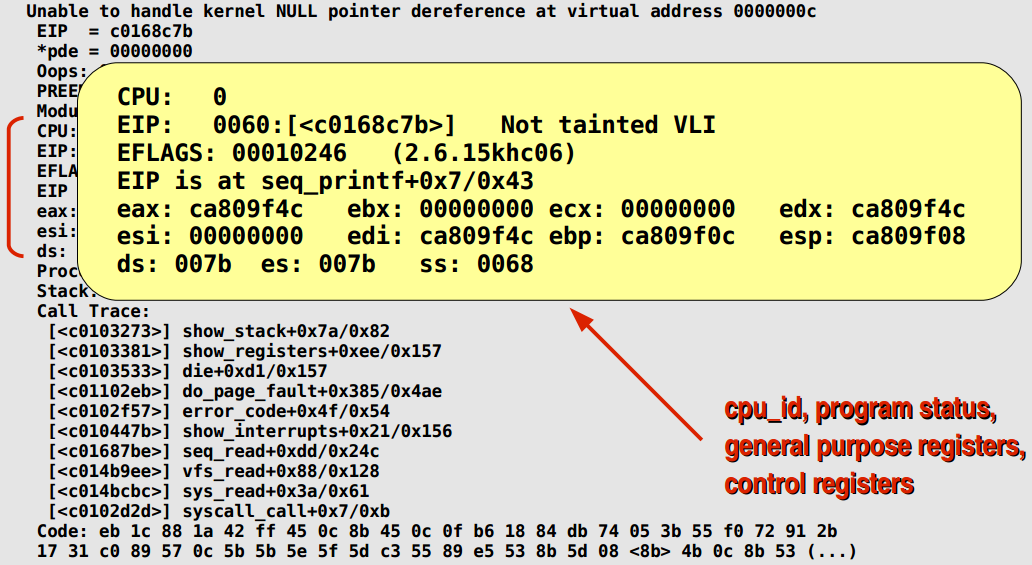 Unable to handle kernel NULL pointer dereference at virtual address 0000000c
EIP = c0168c7b
*pde = 00000000
Oops:
PREE
Modu
CPU:
EIP:
EFLA
EIP
eax:
esi:
ds:
Proc
Stack:
CPU: 0
EIP: 0060:[<c0168c7b>] Not tainted VLI
EFLAGS: 00010246 (2.6.15khc06)
EIP is at seq_printf+0x7/0x43
eax: ca809f4c ebx: 00000000 ecx: 00000000 edx: ca809f4c
esi: 00000000 edi: ca809f4c ebp: ca809f0c esp: ca809f08
ds: 007b es: 007b ss: 0068
Call Trace:
[<c0103273>] show_stack+0x7a/0x82
[<c0103381>] show_registers+0xee/0x157
[<c0103533>] die+0xd1/0x157
[<c01102eb>] do_page_fault+0x385/0x4ae
[<c0102f57>] error_code+0x4f/0x54
[<c010447b>] show_interrupts+0x21/0x156
[<c01687be>] seq_read+0xdd/0x24c
[<c014b9ee>] vfs_read+0x88/0x128
[<c014bcbc>] sys_read+0x3a/0x61
[<c0102d2d>] syscall_call+0x7/0xb
Code: eb 1c 88 1a 42 ff 45 0c 8b 45 0c 0f b6 18 84 db 74 05 3b 55 f0 72 91 2b
17 31 c0 89 57 0c 5b 5b 5e 5f 5d c3 55 89 e5 53 8b 5d 08 <8b> 4b 0c 8b 53 (...)
cpu_id, program status,
general purpose registers,
control registers